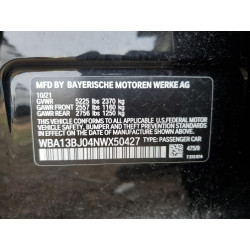 MFD BY BAYERISCHE MOTOREN WERKE AG
10/21
GVWR 5225 lbs 2370 kg
GAWR FRONT 2557 lbs 1160 kg
GAWR REAR 2756 lbs 1250 kg
THIS VEHICLE CONFORMS TO ALL APPLICABLE
FEDERAL MOTOR VEHICLE SAFETY, BUMPER, AND
THEFT PREVENTION STANDARDS IN EFFECT ON
THE DATE OF MANUFACTURE SHOWN ABOVE.
WBA13BJ04NWX50427
TYPE: PASSENGER CAR
475/9